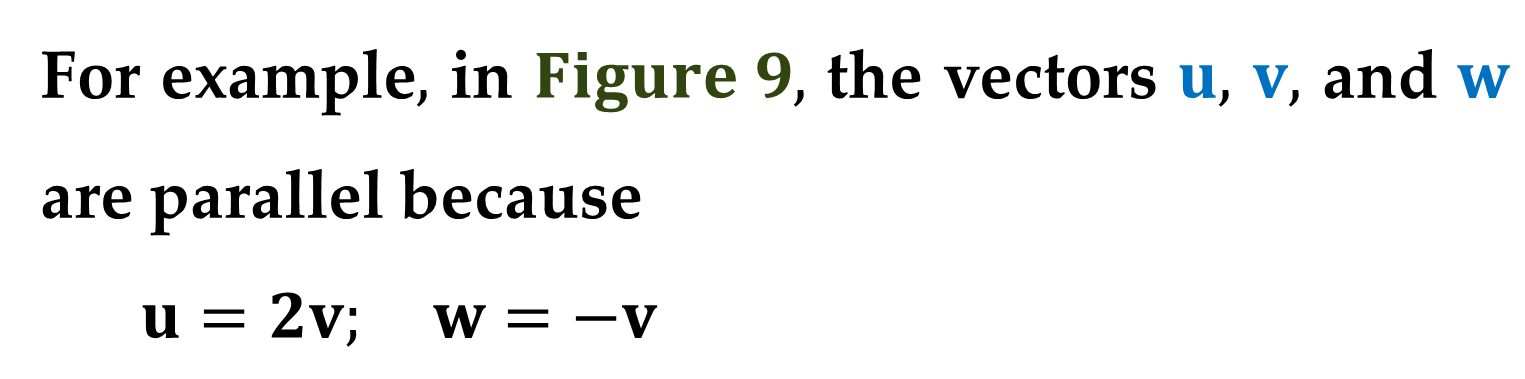 For example, in Figure 9, the vectors u, v, and w
are parallel because
u = 2v; w = −v